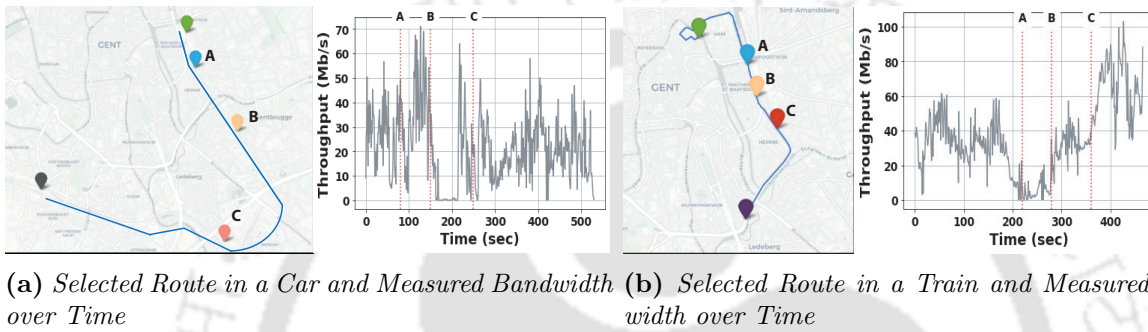 GENT
A
B
C
Ledeberg
A B C
Throughput (Mb/s)
70
60
50
40
30
20
10
0
0 100 200 300 400 500
Time (sec)
Sint-Amandsberg
HAM
GENT
A
B
C
Ledeberg
A B C
Throughput (Mb/s)
100
80
60
40
20
0
0 100 200 300 400
Time (sec)
(a) Selected Route in a Car and Measured Bandwidth
over Time
(b) Selected Route in a Train and Measured
width over Time